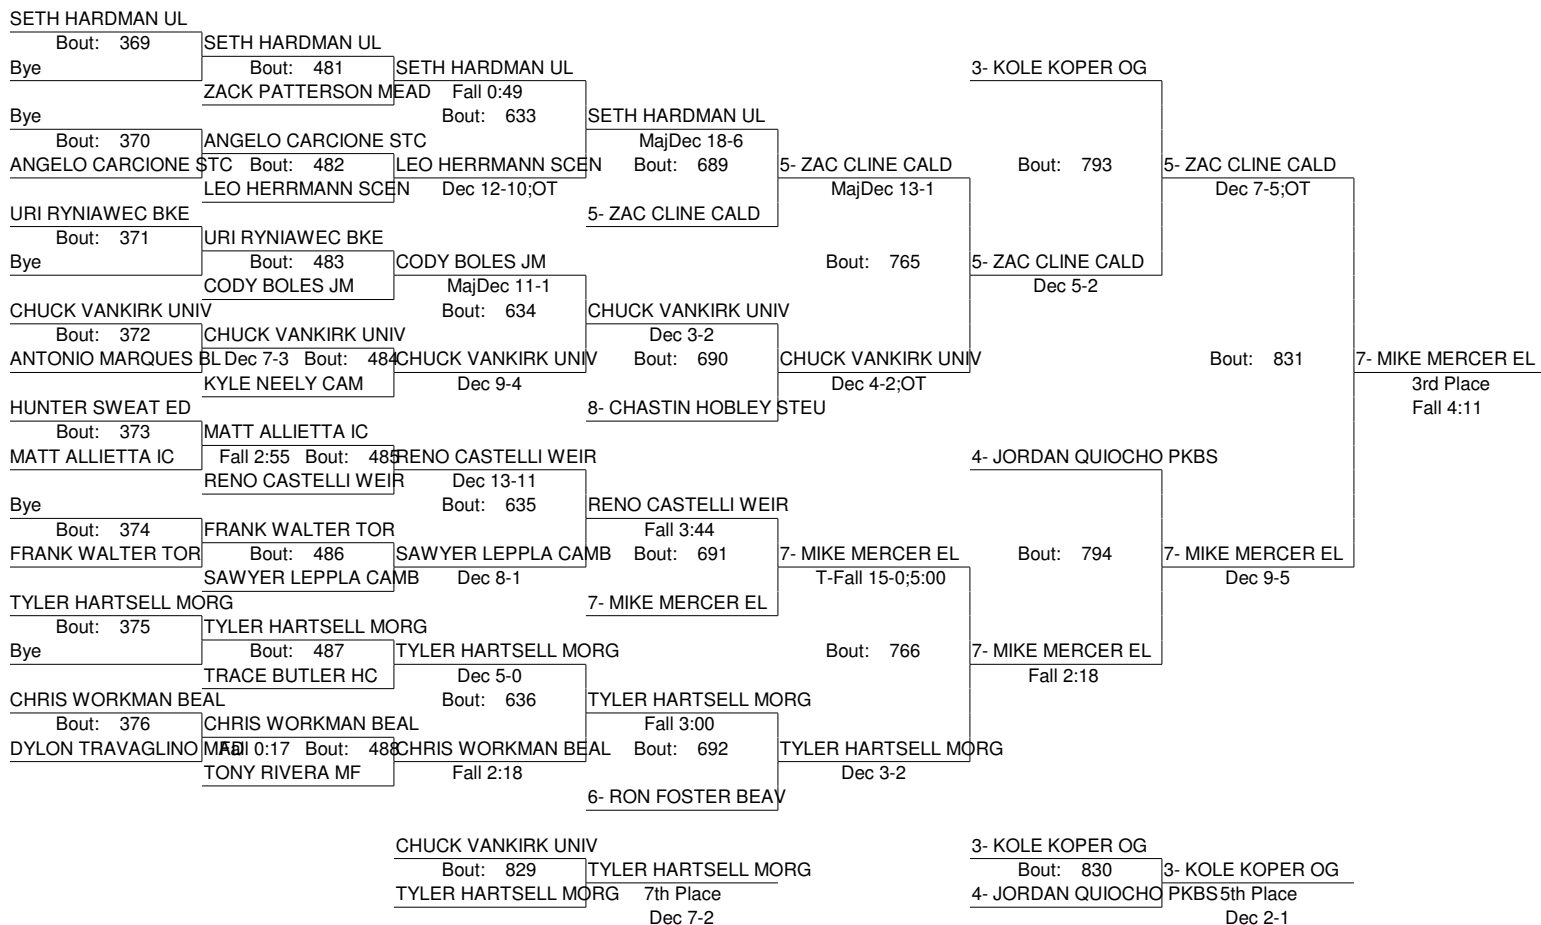 SETH HARDMAN UL
Bout: 369 SETH HARDMAN UL
Bye Bout: 481 SETH HARDMAN UL 3- KOLE KOPER OG
ZACK PATTERSON MEAD Fall 0:49
Bye Bout: 633 SETH HARDMAN UL
Bout: 370 ANGELO CARCIONE STC MajDec 18-6
ANGELO CARCIONE STC Bout: 482 LEO HERRMANN SCEN Bout: 689 5- ZAC CLINE CALD Bout: 793 5- ZAC CLINE CALD
LEO HERRMANN SCEN Dec 12-10;OT MajDec 13-1 Dec 7-5;OT
URI RYNIAWEC BKE 5- ZAC CLINE CALD
Bout: 371 URI RYNIAWEC BKE
Bye Bout: 483 CODY BOLES JM Bout: 765 5- ZAC CLINE CALD
CODY BOLES JM MajDec 11-1 Dec 5-2
CHUCK VANKIRK UNIV Bout: 634 CHUCK VANKIRK UNIV
Bout: 372 CHUCK VANKIRK UNIV Dec 3-2
ANTONIO MARQUES BL Dec 7-3 Bout: 484 CHUCK VANKIRK UNIV Bout: 690 CHUCK VANKIRK UNIV Bout: 831 7- MIKE MERCER EL
KYLE NEELY CAM Dec 9-4 Dec 4-2;OT 3rd Place
HUNTER SWEAT ED 8- CHASTIN HOBLEY STEU Fall 4:11
Bout: 373 MATT ALLIETTA IC
MATT ALLIETTA IC Fall 2:55 Bout: 485 RENO CASTELLI WEIR 4- JORDAN QUIOCHO PKBS
RENO CASTELLI WEIR Dec 13-11
Bye Bout: 635 RENO CASTELLI WEIR
Bout: 374 FRANK WALTER TOR Fall 3:44
FRANK WALTER TOR Bout: 486 SAWYER LEPPLA CAMB Bout: 691 7- MIKE MERCER EL Bout: 794 7- MIKE MERCER EL
SAWYER LEPPLA CAMB Dec 8-1 T-Fall 15-0;5:00 Dec 9-5
TYLER HARTSELL MORG 7- MIKE MERCER EL
Bout: 375 TYLER HARTSELL MORG
Bye Bout: 487 TYLER HARTSELL MORG Bout: 766 7- MIKE MERCER EL
TRACE BUTLER HC Dec 5-0 Fall 2:18
CHRIS WORKMAN BEAL Bout: 636 TYLER HARTSELL MORG
Bout: 376 CHRIS WORKMAN BEAL Fall 3:00
DYLON TRAVAGLINO Fall 0:17 Bout: 488 CHRIS WORKMAN BEAL Bout: 692 TYLER HARTSELL MORG
TONY RIVERA MF Fall 2:18 Dec 3-2
6- RON FOSTER BEAV
CHUCK VANKIRK UNIV 3- KOLE KOPER OG
Bout: 829 TYLER HARTSELL MORG Bout: 830 3- KOLE KOPER OG
TYLER HARTSELL MORG 7th Place 4- JORDAN QUIOCHO PKBS 5th Place
Dec 7-2 Dec 2-1